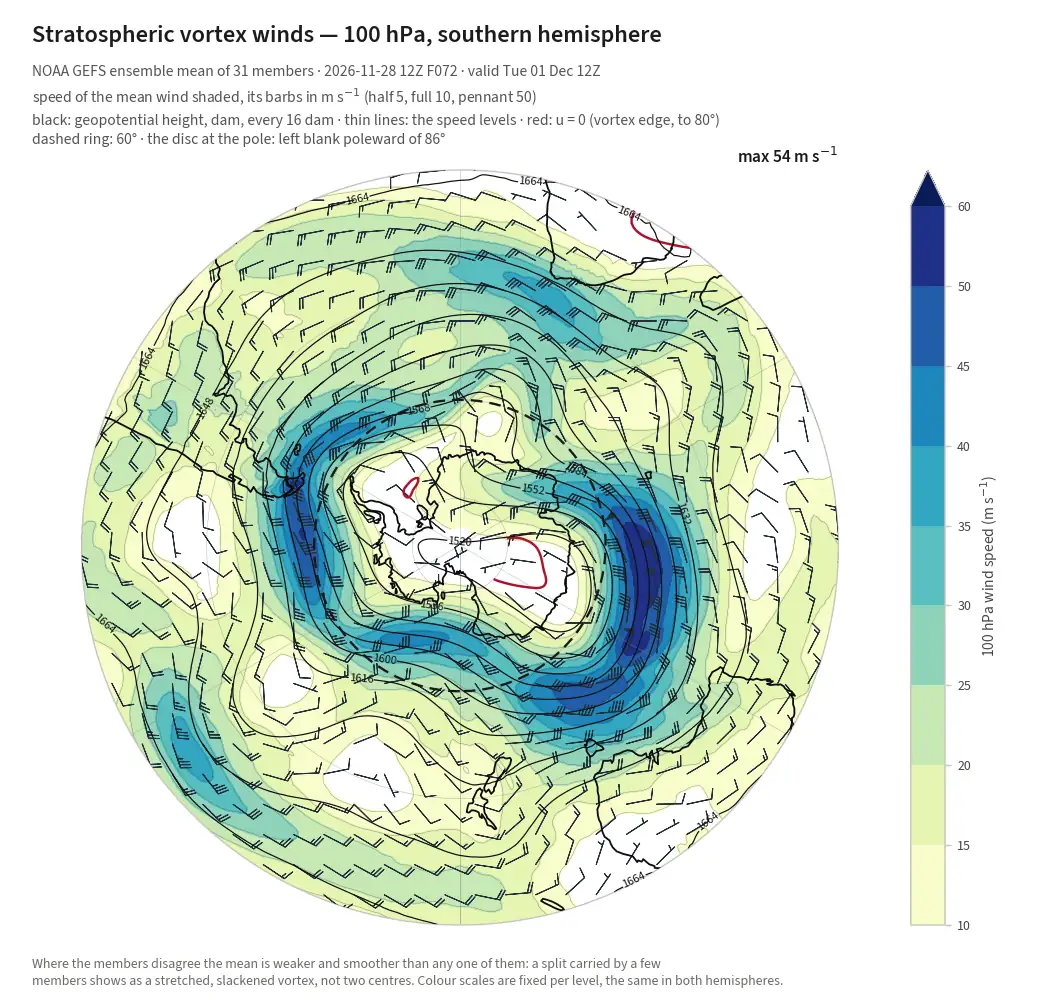 Stratospheric vortex winds — 100 hPa, southern hemisphere
NOAA GEFS ensemble mean of 31 members · 2026-11-28 12Z F072 · valid Tue 01 Dec 12Z
speed of the mean wind shaded, its barbs in m s⁻¹ (half 5, full 10, pennant 50)
black: geopotential height, dam, every 16 dam · thin lines: the speed levels · red: u = 0 (vortex edge, to 80°)
dashed ring: 60° · the disc at the pole: left blank poleward of 86°
max 54 m s⁻¹
1664
1664
1664
1664
1648
1568
1584
1552
1632
1520
1536
1664
1600
1616
1664
1664
60
50
45
40
35
30
25
20
15
10
100 hPa wind speed (m s⁻¹)
Where the members disagree the mean is weaker and smoother than any one of them: a split carried by a few
members shows as a stretched, slackened vortex, not two centres. Colour scales are fixed per level, the same in both hemispheres.